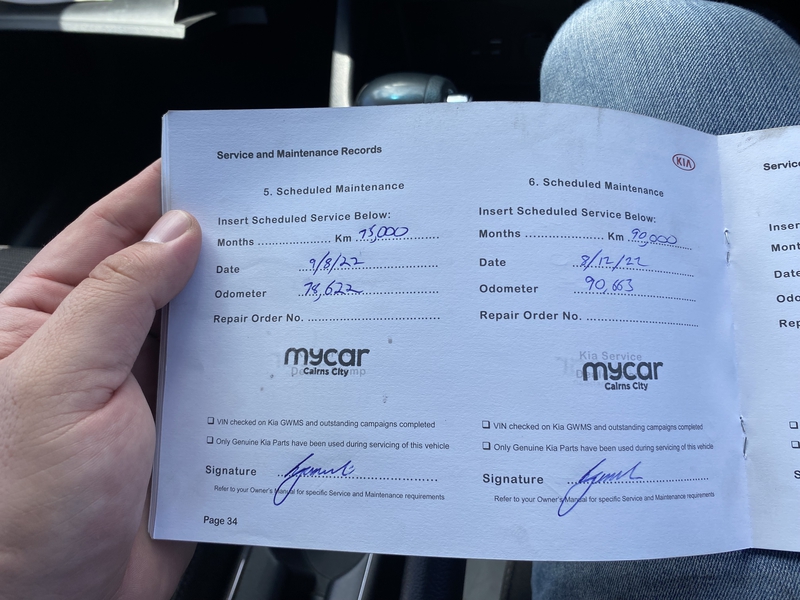 Service and Maintenance Records
5. Scheduled Maintenance
Insert Scheduled Service Below:
Months .................... Km 75,000
Date 9/8/22
Odometer 78,622
Repair Order No. ....................
mycar
Cairns City
❏ VIN checked on Kia GWMS and outstanding campaigns completed
❏ Only Genuine Kia Parts have been used during servicing of this vehicle
Signature
Refer to your Owner's Manual for specific Service and Maintenance requirements
Page 34
KIA
6. Scheduled Maintenance
Insert Scheduled Service Below:
Months .................... Km 90,000
Date 8/12/22
Odometer 90,663
Repair Order No. ....................
Kia Service
mycar
Cairns City
❏ VIN checked on Kia GWMS and outstanding campaigns completed
❏ Only Genuine Kia Parts have been used during servicing of this vehicle
Signature
Refer to your Owner's Manual for specific Service and Maintenance requirements